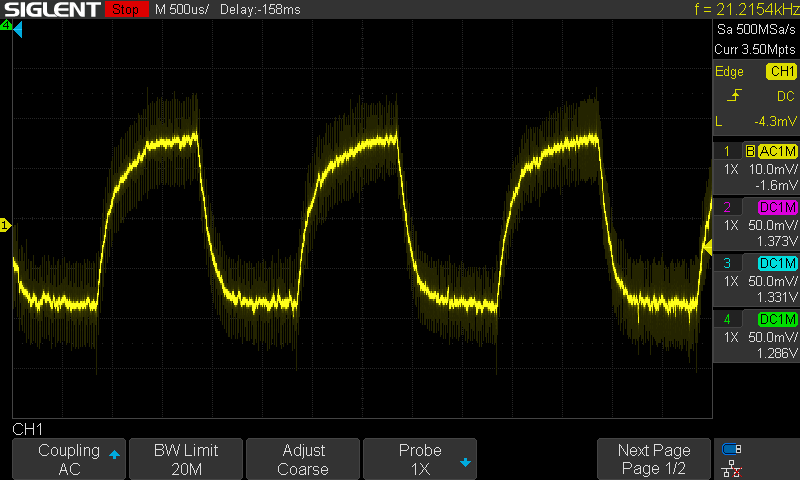 SIGLENT Stop M 500us/ Delay:-158ms f = 21.2154kHz
Sa 500MSa/s
Curr 3.50Mpts
Edge CH1
DC
L -4.3mV
1 B AC1M
1X 10.0mV/
-1.6mV
2 DC1M
1X 50.0mV/
1.373V
3 DC1M
1X 50.0mV/
1.331V
4 DC1M
1X 50.0mV/
1.286V
4
1
CH1
Coupling
AC
BW Limit
20M
Adjust
Coarse
Probe
1X
Next Page
Page 1/2